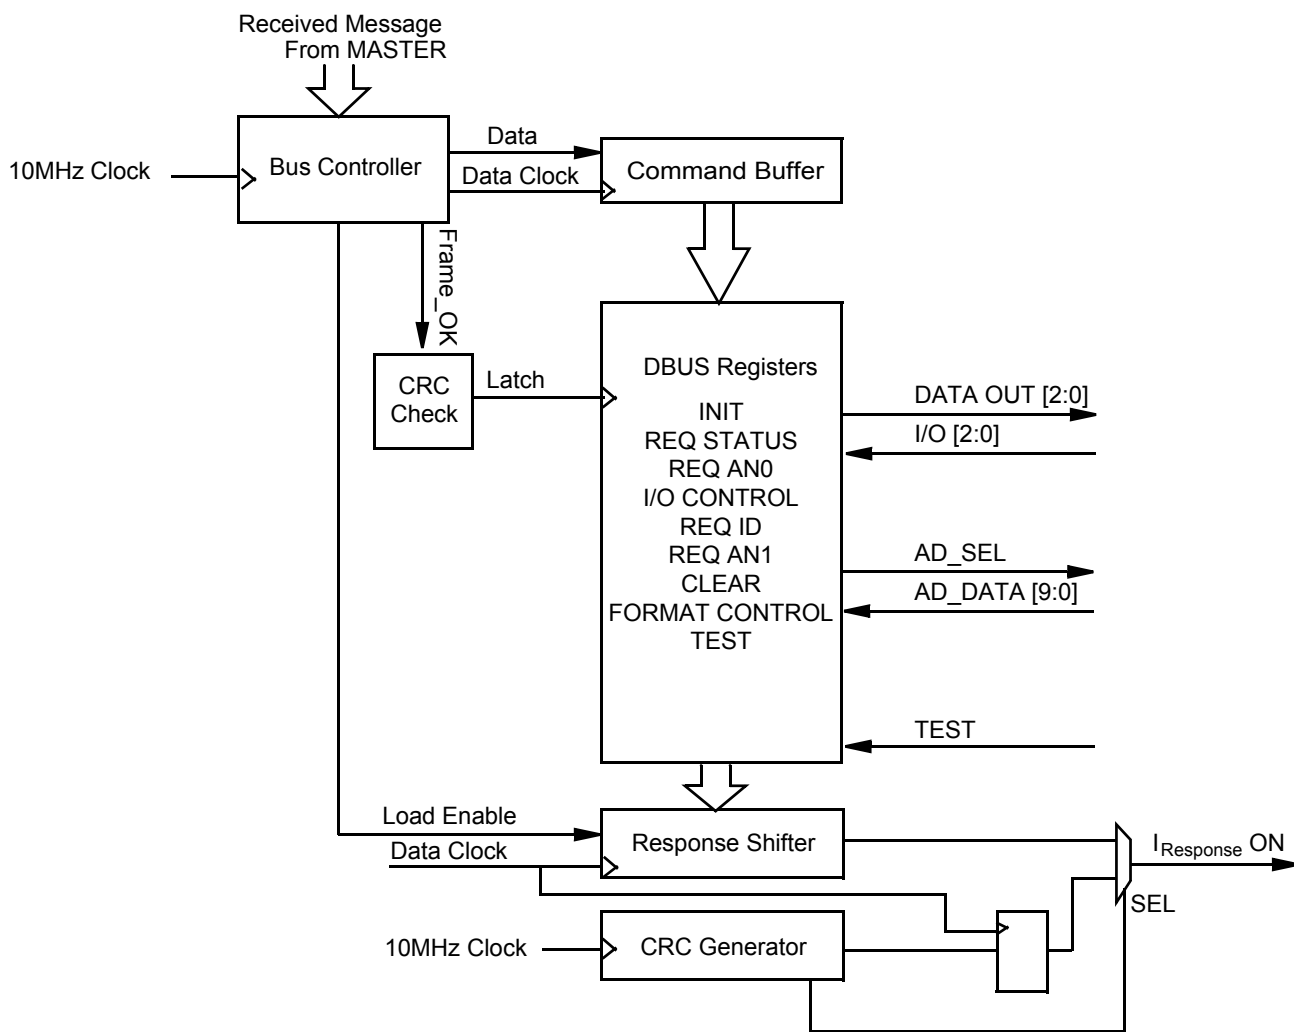 Received Message
From MASTER
10MHz Clock
Bus Controller
Data
Data Clock
Command Buffer
Frame_OK
CRC
Check
Latch
DBUS Registers
INIT
REQ STATUS
REQ AN0
I/O CONTROL
REQ ID
REQ AN1
CLEAR
FORMAT CONTROL
TEST
DATA OUT [2:0]
I/O [2:0]
AD_SEL
AD_DATA [9:0]
TEST
Load Enable
Data Clock
Response Shifter
IResponse ON
SEL
10MHz Clock
CRC Generator